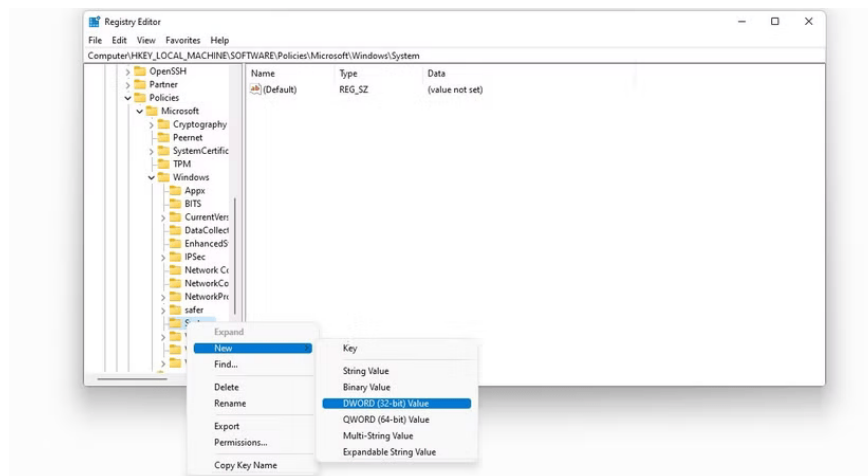 Registry Editor
File Edit View Favorites Help
Computer\HKEY_LOCAL_MACHINE\SOFTWARE\Policies\Microsoft\Windows\System
OpenSSH
Partner
Policies
Microsoft
Cryptography
Peernet
SystemCertific
TPM
Windows
Appx
BITS
CurrentVers
DataCollect
EnhancedS
IPSec
Network Co
NetworkCo
NetworkPro
safer
Name Type Data
(Default) REG_SZ (value not set)
Expand
New
Find...
Delete
Rename
Export
Permissions...
Copy Key Name
Key
String Value
Binary Value
DWORD (32-bit) Value
QWORD (64-bit) Value
Multi-String Value
Expandable String Value